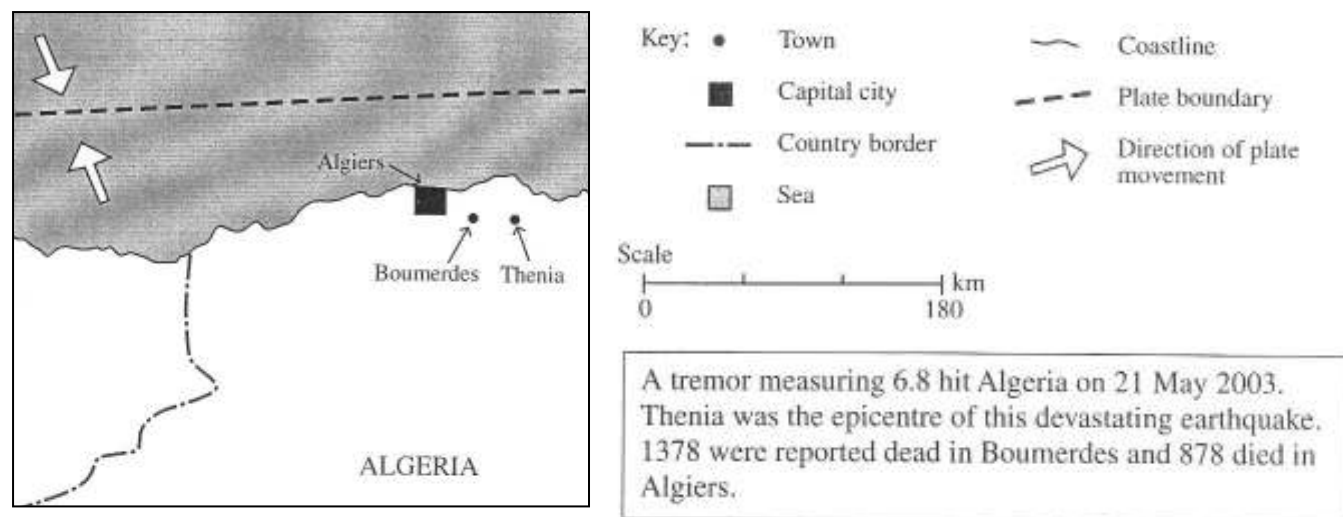 Algiers
Boumerdes
Thenia
ALGERIA
Key:
Town
Coastline
Capital city
Plate boundary
Country border
Direction of plate
movement
Sea
Scale
km
0
180
A tremor measuring 6.8 hit Algeria on 21 May 2003.
Thenia was the epicentre of this devastating earthquake.
1378 were reported dead in Boumerdes and 878 died in
Algiers.